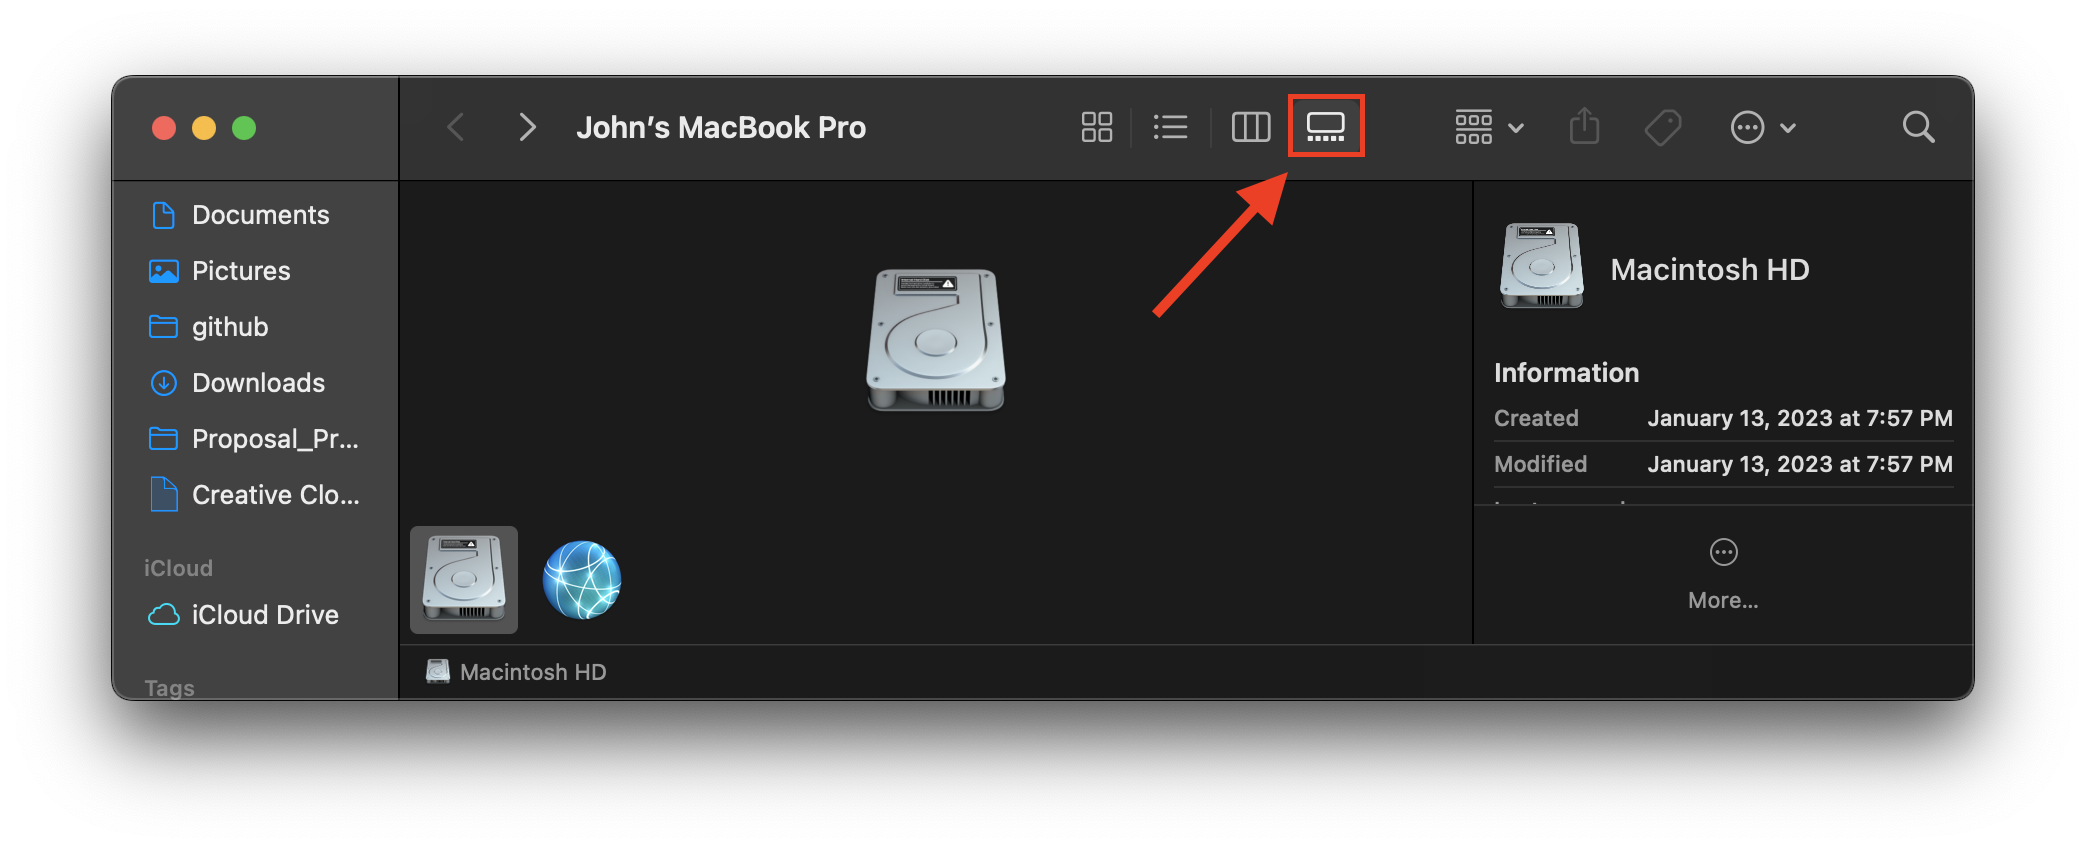 John's MacBook Pro
Documents
Pictures
github
Downloads
Proposal_Pr...
Creative Clo...
iCloud
iCloud Drive
Tags
Macintosh HD
Information
Created January 13, 2023 at 7:57 PM
Modified January 13, 2023 at 7:57 PM
More...
Macintosh HD